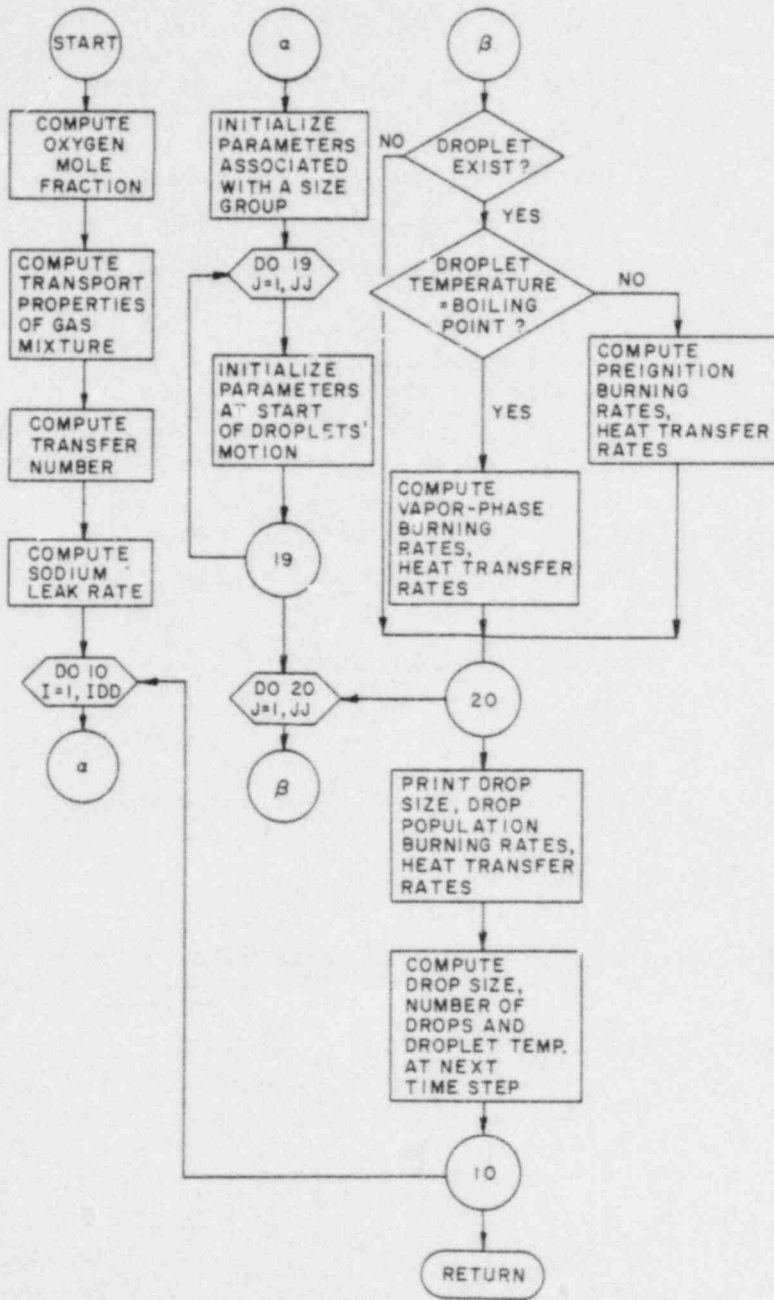 START
COMPUTE
OXYGEN
MOLE
FRACTION
COMPUTE
TRANSPORT
PROPERTIES
OF GAS
MIXTURE
COMPUTE
TRANSFER
NUMBER
COMPUTE
SODIUM
LEAK RATE
DO 10
I=1, IDD
α
α
INITIALIZE
PARAMETERS
ASSOCIATED
WITH A SIZE
GROUP
DO 19
J=1, JJ
INITIALIZE
PARAMETERS
AT START
OF DROPLETS'
MOTION
19
DO 20
J=1, JJ
β
β
DROPLET
EXIST?
NO
YES
DROPLET
TEMPERATURE
=BOILING
POINT ?
NO
YES
COMPUTE
PREIGNITION
BURNING
RATES,
HEAT TRANSFER
RATES
COMPUTE
VAPOR-PHASE
BURNING
RATES,
HEAT TRANSFER
RATES
20
PRINT DROP
SIZE, DROP
POPULATION
BURNING RATES,
HEAT TRANSFER
RATES
COMPUTE
DROP SIZE,
NUMBER OF
DROPS AND
DROPLET TEMP.
AT NEXT
TIME STEP
10
RETURN